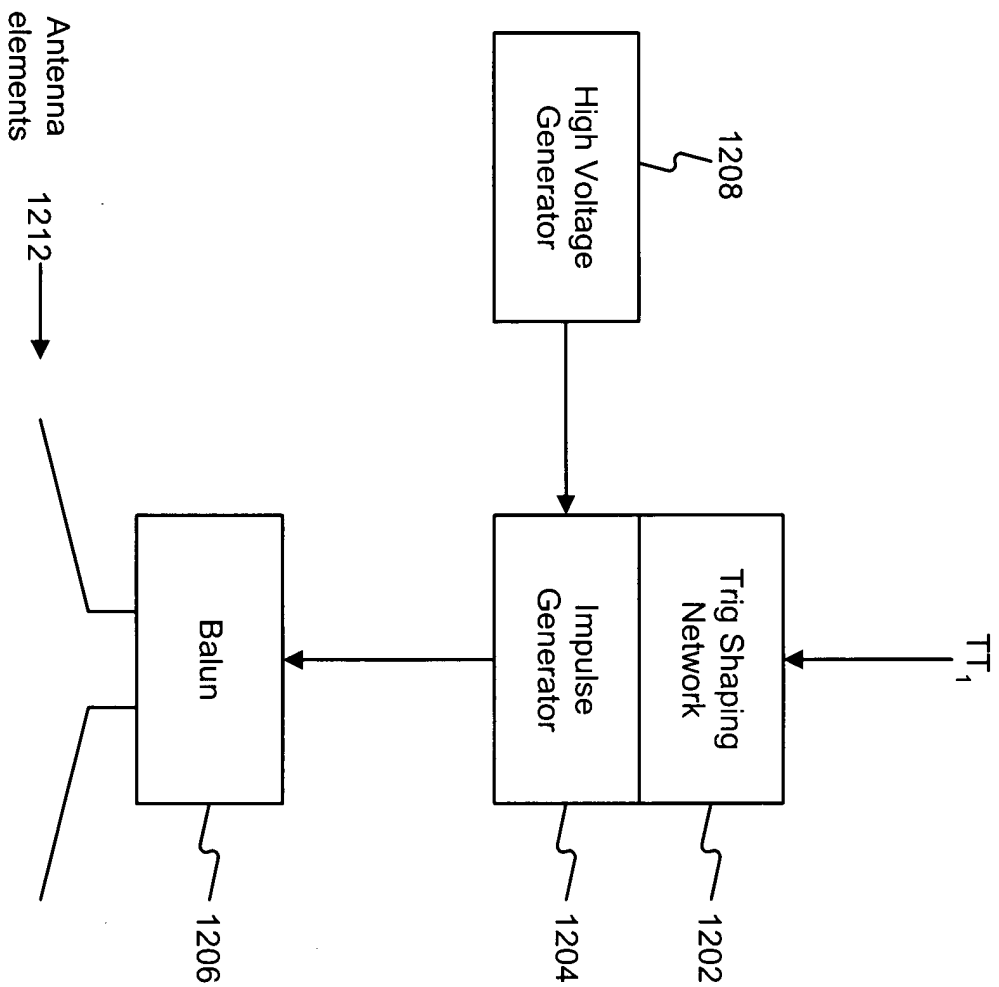 TT1
1208
High Voltage
Generator
Trig Shaping
Network
1202
Impulse
Generator
1204
Balun
1206
Antenna
elements
1212